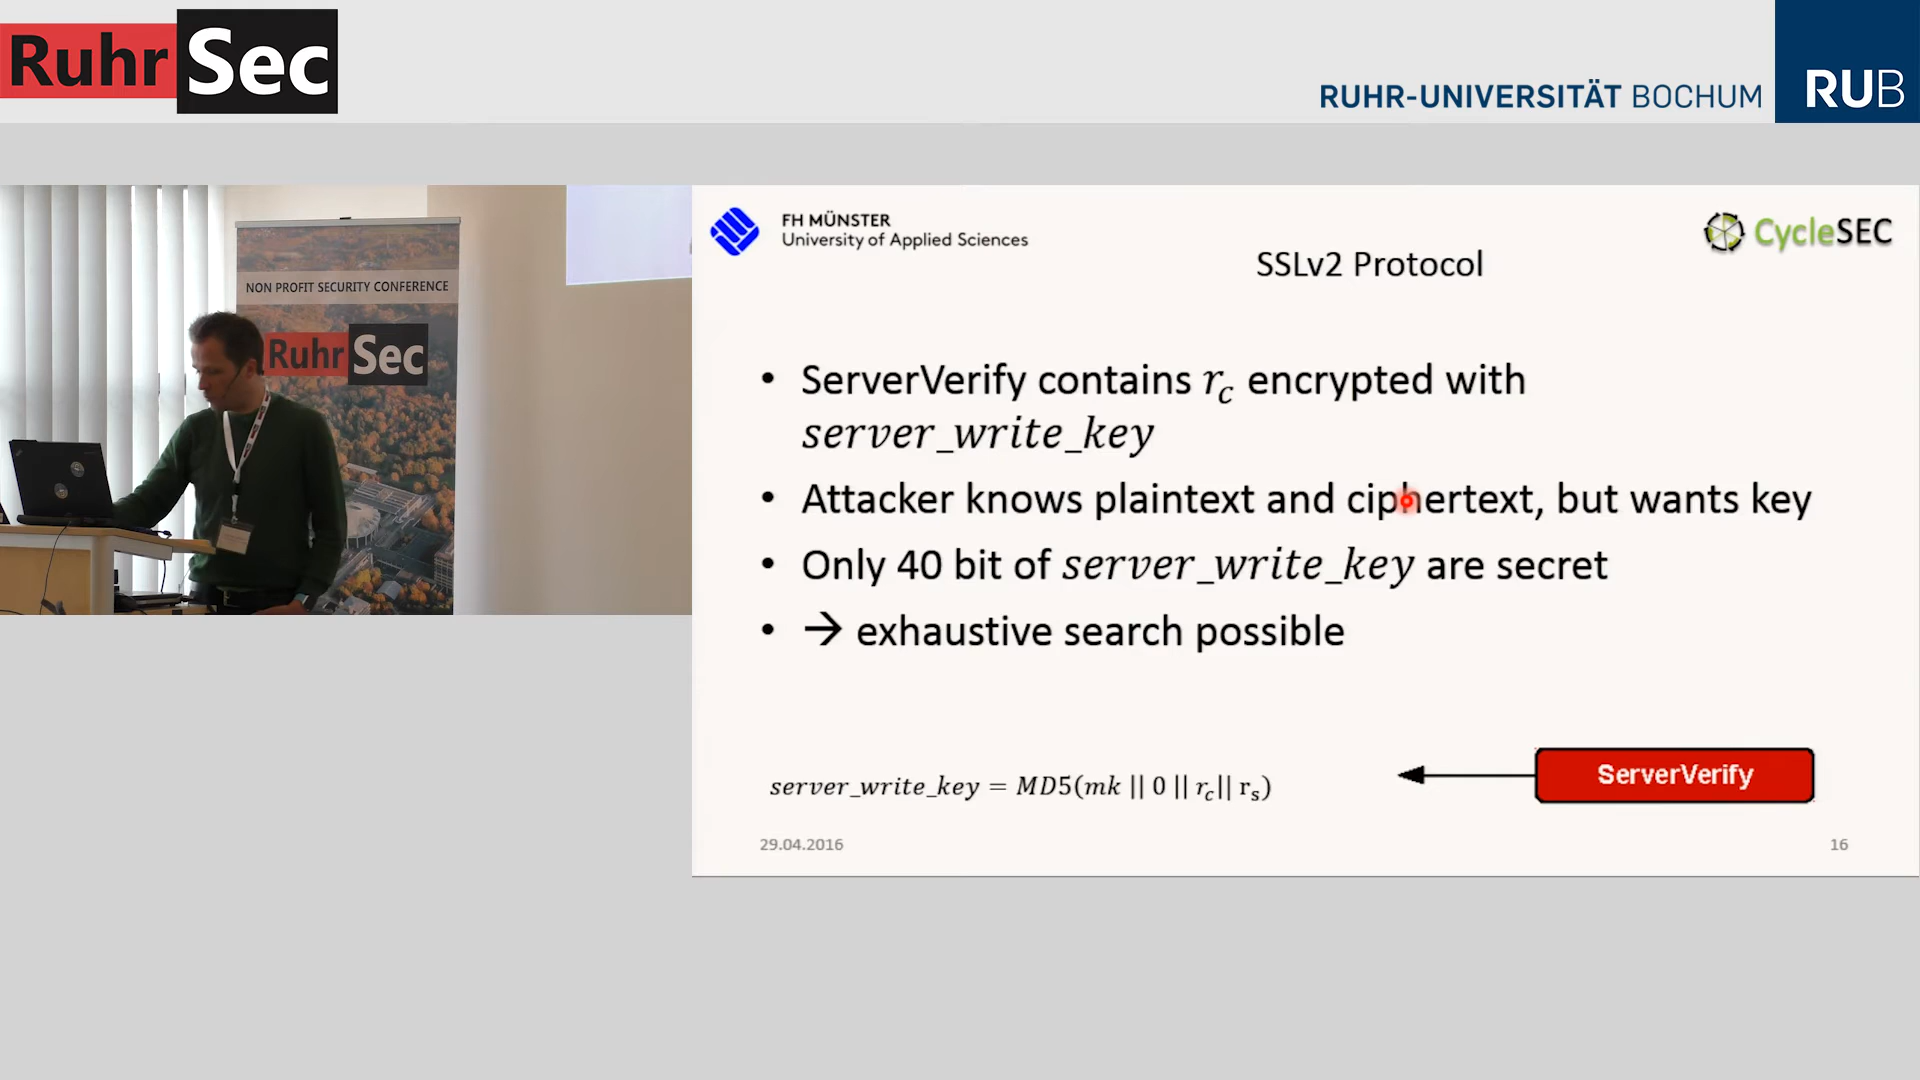 RuhrSec
RUHR-UNIVERSITÄT BOCHUM
RUB
NON PROFIT SECURITY CONFERENCE
RuhrSec
FH MÜNSTER
University of Applied Sciences
CycleSEC
SSLv2 Protocol
• ServerVerify contains r_c encrypted with
server_write_key
• Attacker knows plaintext and ciphertext, but wants key
• Only 40 bit of server_write_key are secret
• → exhaustive search possible
server_write_key = MD5(mk || 0 || r_c|| r_s)
ServerVerify
29.04.2016
16